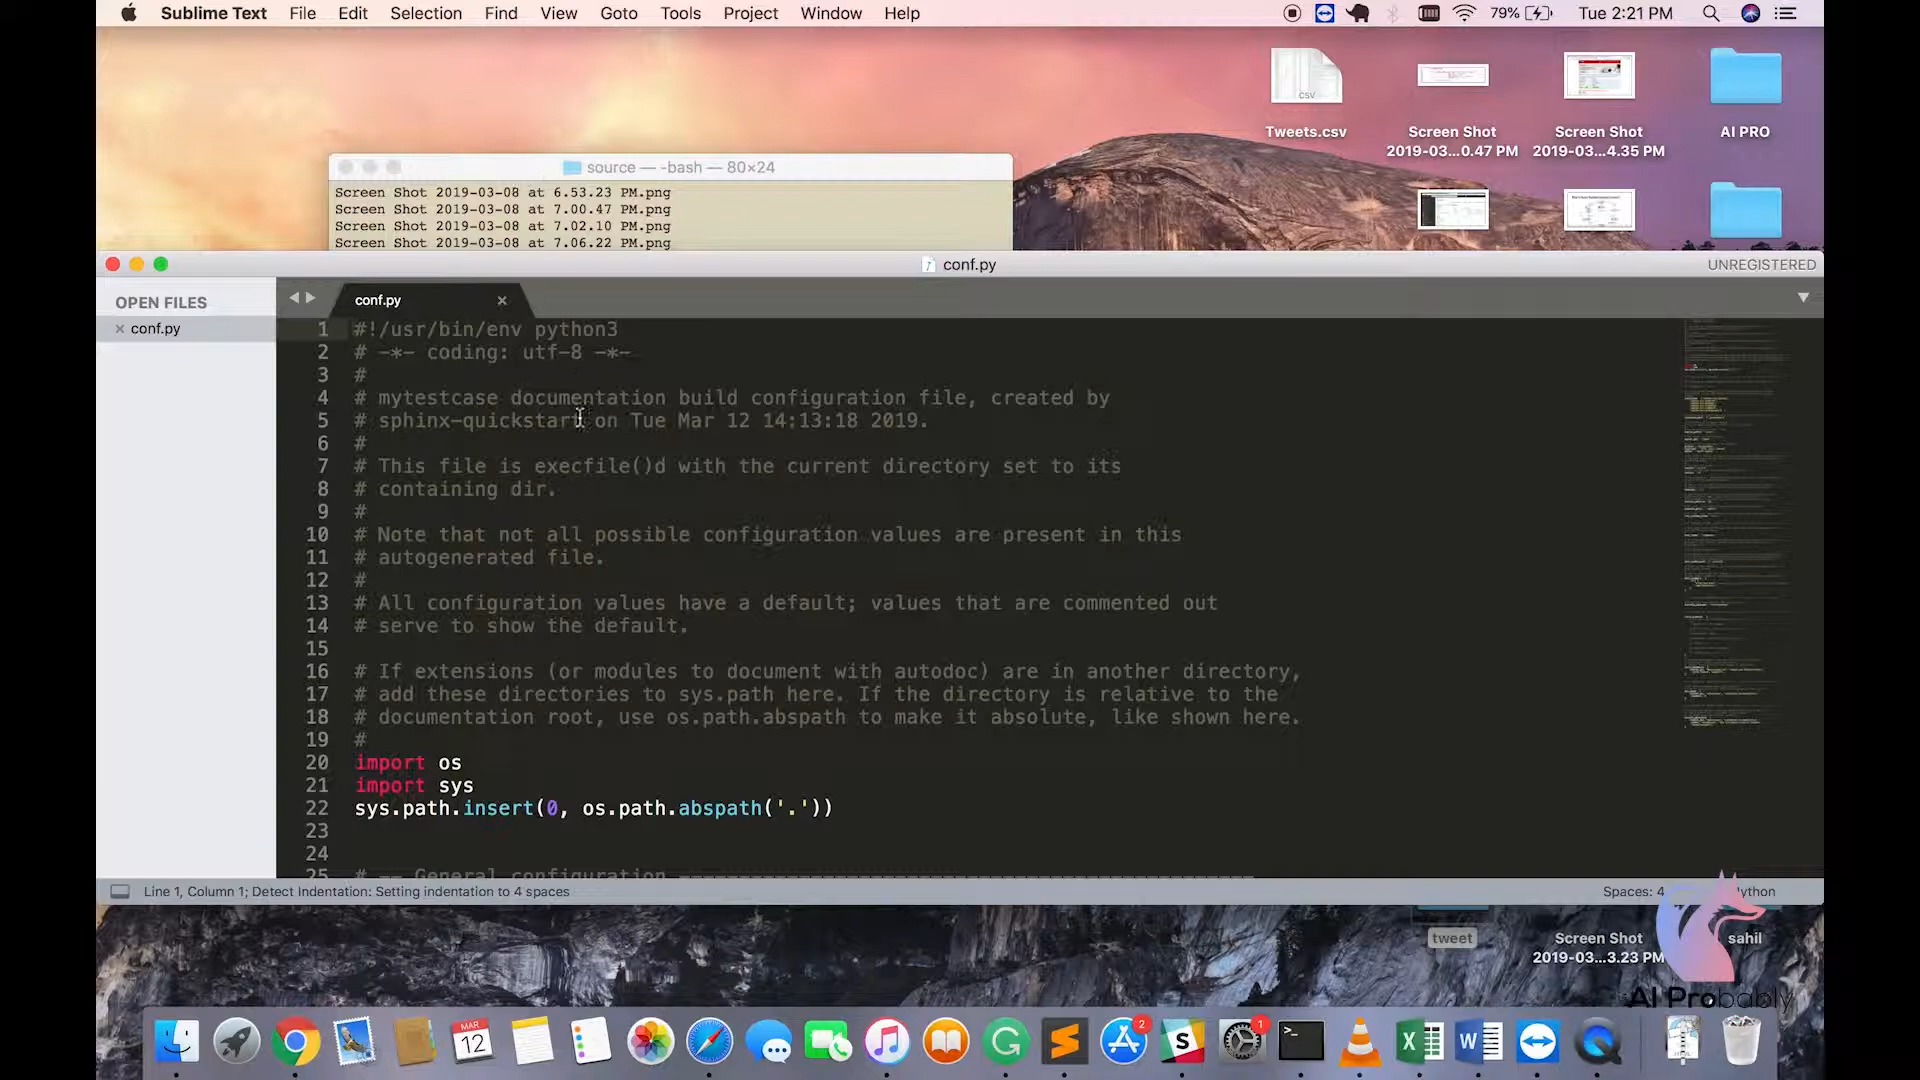 Sublime Text File Edit Selection Find View Goto Tools Project Window Help 79% Tue 2:21 PM
CSV
Tweets.csv
Screen Shot
2019-03...0.47 PM
Screen Shot
2019-03...4.35 PM
AI PRO
source — -bash — 80×24
Screen Shot 2019-03-08 at 6.53.23 PM.png
Screen Shot 2019-03-08 at 7.00.47 PM.png
Screen Shot 2019-03-08 at 7.02.10 PM.png
Screen Shot 2019-03-08 at 7.06.22 PM.png
conf.py
UNREGISTERED
OPEN FILES
conf.py
conf.py
1 #!/usr/bin/env python3
2 # -*- coding: utf-8 -*-
3 #
4 # mytestcase documentation build configuration file, created by
5 # sphinx-quickstart on Tue Mar 12 14:13:18 2019.
6 #
7 # This file is execfile()d with the current directory set to its
8 # containing dir.
9 #
10 # Note that not all possible configuration values are present in this
11 # autogenerated file.
12 #
13 # All configuration values have a default; values that are commented out
14 # serve to show the default.
15
16 # If extensions (or modules to document with autodoc) are in another directory,
17 # add these directories to sys.path here. If the directory is relative to the
18 # documentation root, use os.path.abspath to make it absolute, like shown here.
19 #
20 import os
21 import sys
22 sys.path.insert(0, os.path.abspath('.'))
23
24
25 # -- General configuration ------------------------------------------------
Line 1, Column 1; Detect Indentation: Setting indentation to 4 spaces
Spaces: 4
tweet
Screen Shot
2019-03...3.23 PM
sahil
AI Probably
MAR
12
2
1